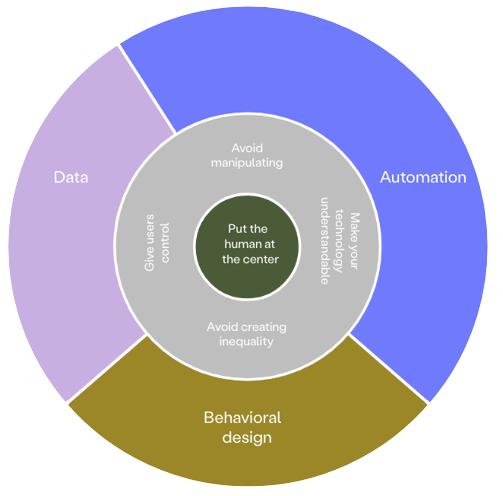 Avoid
manipulating
Data
Automation
Give users
control
Put the
human at
the center
Make your
technology
understandable
Avoid creating
inequality
Behavioral
design